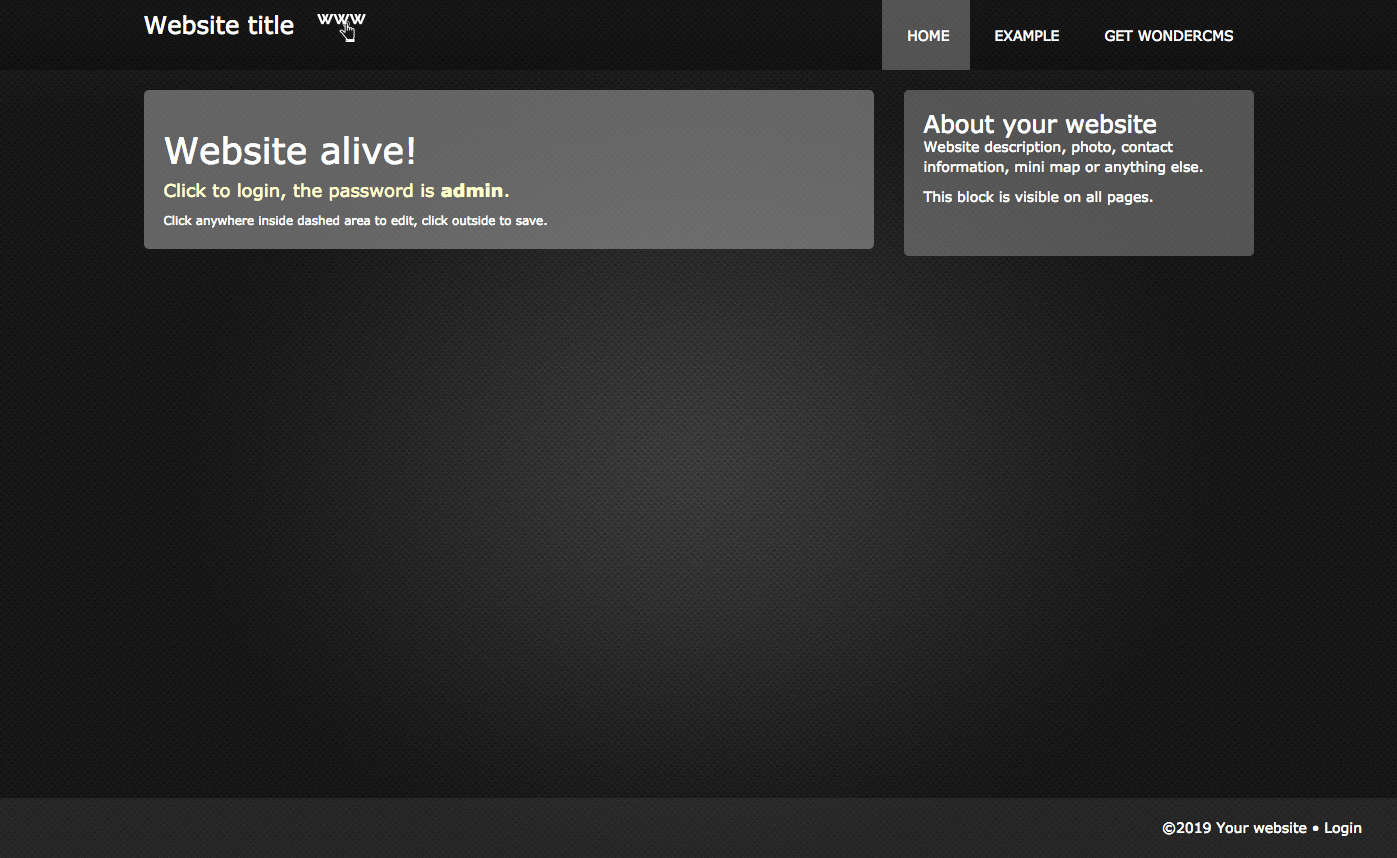 Website title
WWW
HOME
EXAMPLE
GET WONDERCMS
Website alive!
Click to login, the password is admin.
Click anywhere inside dashed area to edit, click outside to save.
About your website
Website description, photo, contact
information, mini map or anything else.
This block is visible on all pages.
©2019 Your website • Login